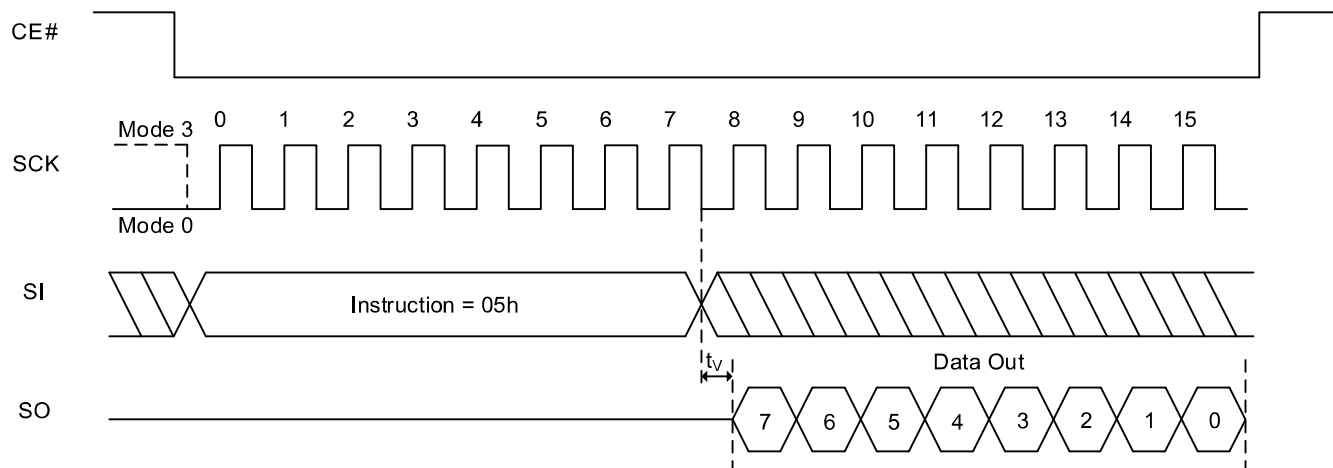 CE#
0 1 2 3 4 5 6 7 8 9 10 11 12 13 14 15
Mode 3
SCK
Mode 0
SI
Instruction = 05h
tV
Data Out
SO
7 6 5 4 3 2 1 0